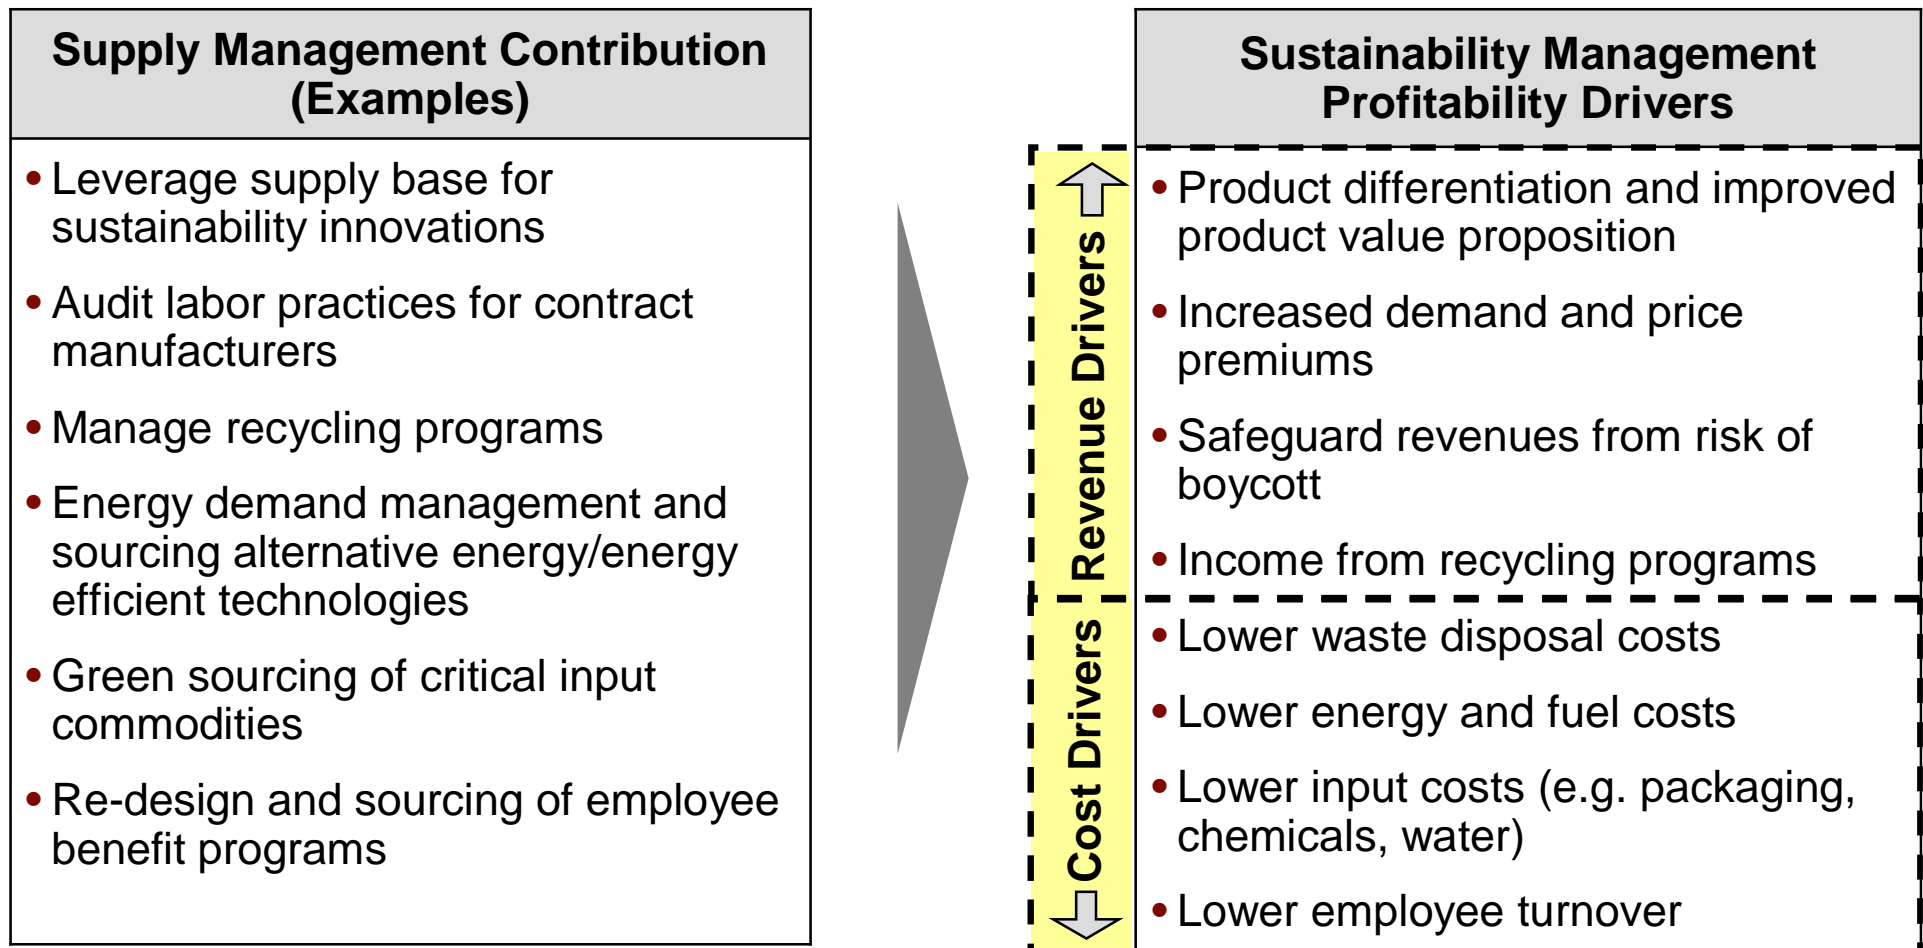 Supply Management Contribution
(Examples)
• Leverage supply base for
sustainability innovations
• Audit labor practices for contract
manufacturers
• Manage recycling programs
• Energy demand management and
sourcing alternative energy/energy
efficient technologies
• Green sourcing of critical input
commodities
• Re-design and sourcing of employee
benefit programs
Sustainability Management
Profitability Drivers
Revenue Drivers
• Product differentiation and improved
product value proposition
• Increased demand and price
premiums
• Safeguard revenues from risk of
boycott
• Income from recycling programs
Cost Drivers
• Lower waste disposal costs
• Lower energy and fuel costs
• Lower input costs (e.g. packaging,
chemicals, water)
• Lower employee turnover